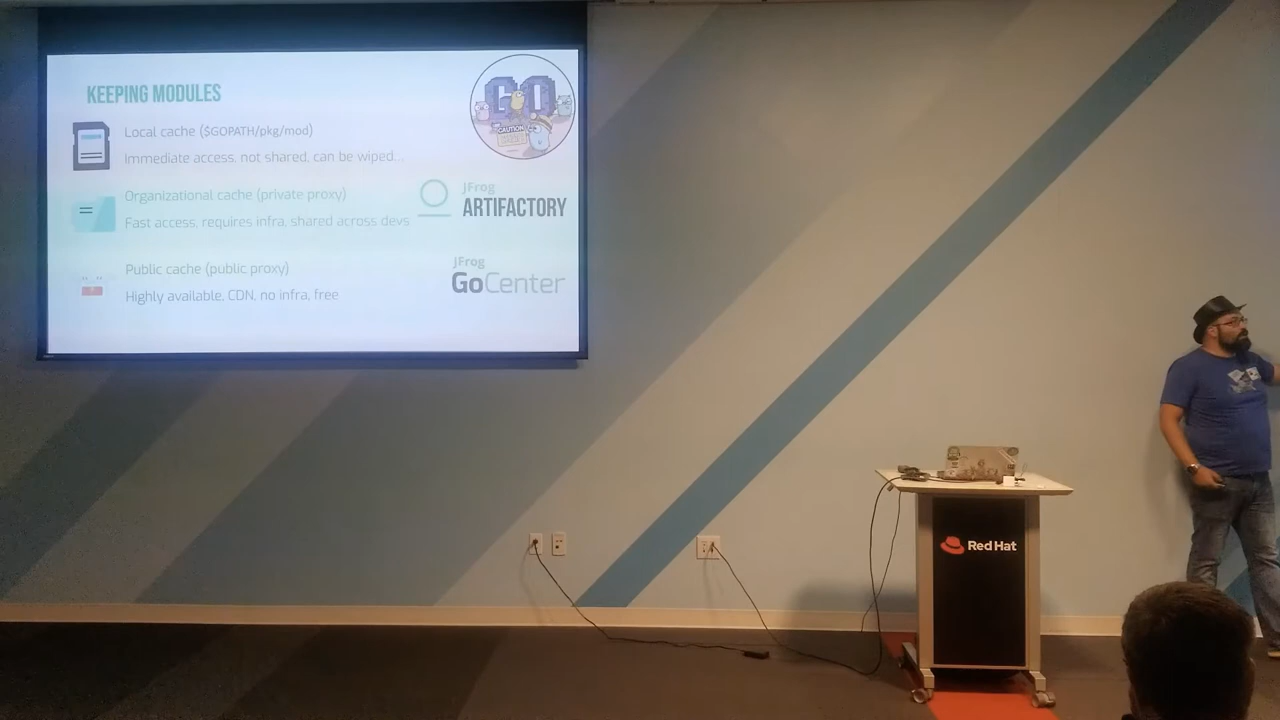 KEEPING MODULES
GO
CAUTION
Local cache ($GOPATH/pkg/mod)
Immediate access, not shared, can be wiped...
Organizational cache (private proxy)
Fast access, requires infra, shared across devs
JFrog
ARTIFACTORY
Public cache (public proxy)
Highly available, CDN, no infra, free
JFrog
GoCenter
Red Hat